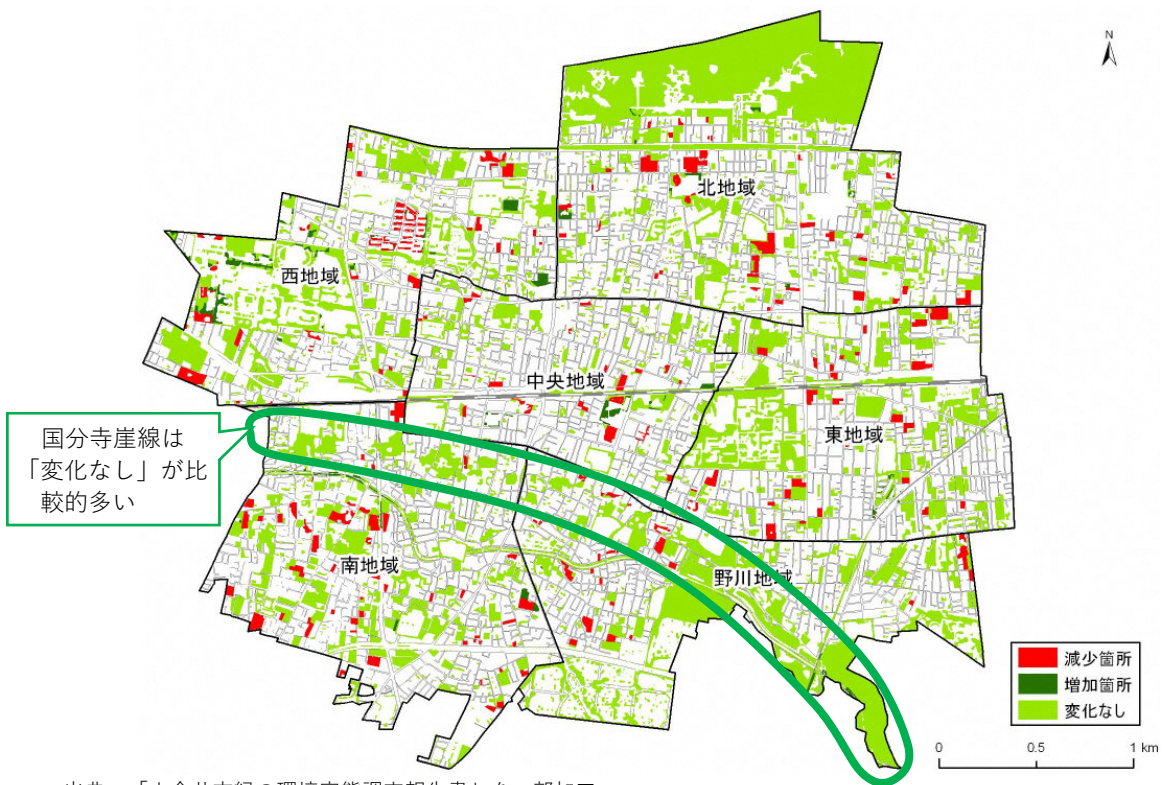 N
北地域
西地域
中央地域
国分寺崖線は
「変化なし」が比
較的多い
東地域
南地域
野川地域
減少箇所
増加箇所
変化なし
0 0.5 1 km